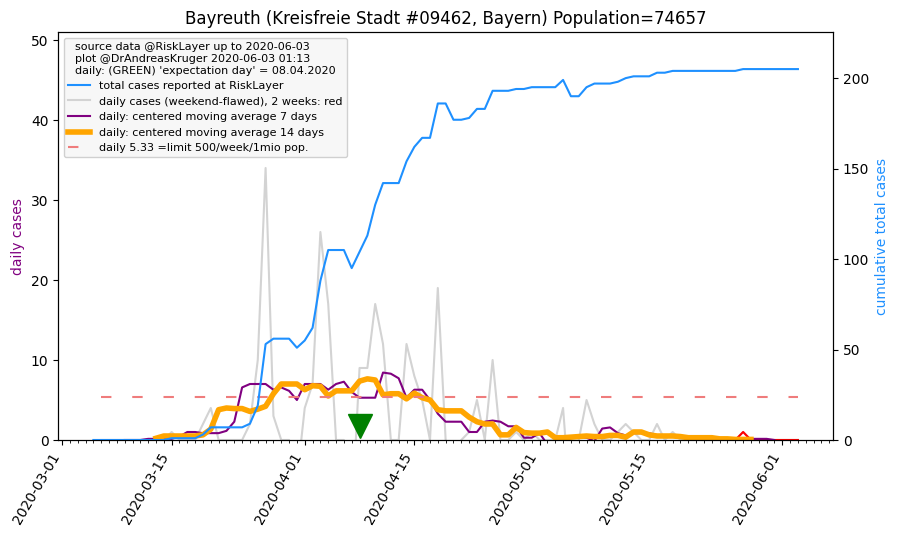 Bayreuth (Kreisfreie Stadt #09462, Bayern) Population=74657
source data @RiskLayer up to 2020-06-03
plot @DrAndreasKruger 2020-06-03 01:13
daily: (GREEN) 'expectation day' = 08.04.2020
total cases reported at RiskLayer
daily cases (weekend-flawed), 2 weeks: red
daily: centered moving average 7 days
daily: centered moving average 14 days
daily 5.33 =limit 500/week/1mio pop.
daily cases
50
40
30
20
10
0
cumulative total cases
200
150
100
50
0
2020-03-01
2020-03-15
2020-04-01
2020-04-15
2020-05-01
2020-05-15
2020-06-01